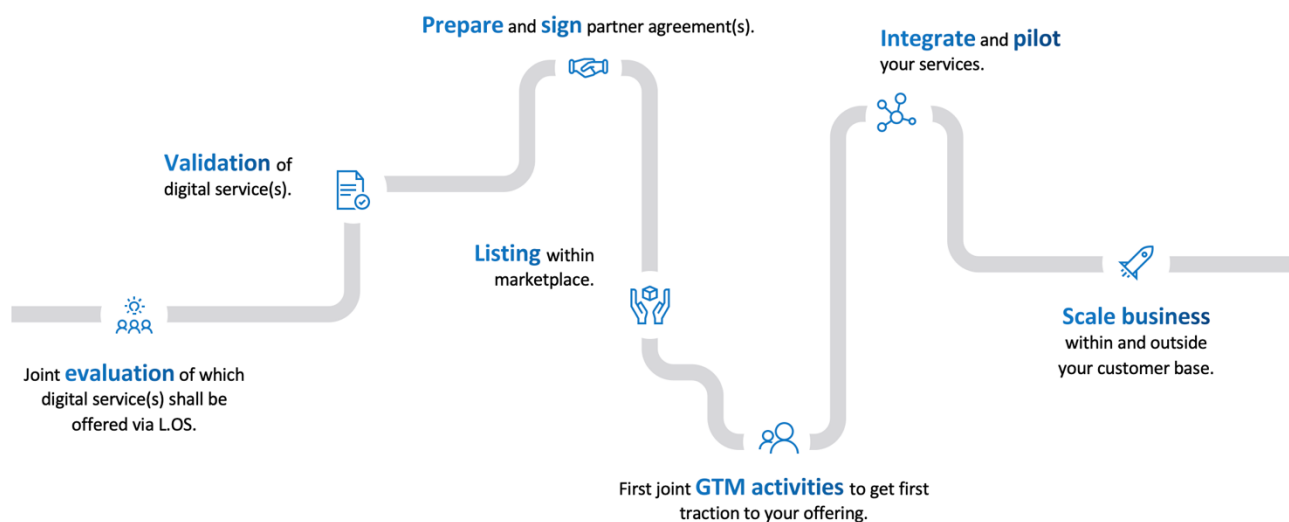 Joint evaluation of which
digital service(s) shall be
offered via L.OS.
Validation of
digital service(s).
Prepare and sign partner agreement(s).
Listing within
marketplace.
First joint GTM activities to get first
traction to your offering.
Integrate and pilot
your services.
Scale business
within and outside
your customer base.